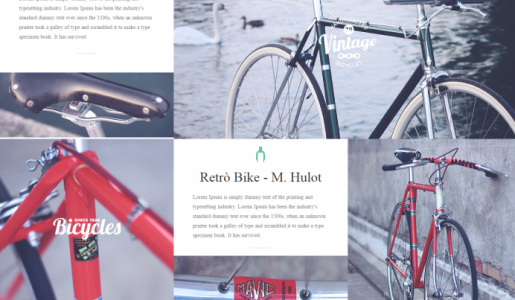 typesetting industry. Lorem Ipsum has been the industry's
standard dummy text ever since the 1500s, when an unknown
printer took a galley of type and scrambled it to make a type
specimen book. It has survived.
Vintage
BICYCLES
SINCE 1984
Bicycles
Retrò Bike - M. Hulot
Lorem Ipsum is simply dummy text of the printing and
typesetting industry. Lorem Ipsum has been the industry's
standard dummy text ever since the 1500s, when an unknown
printer took a galley of type and scrambled it to make a type
specimen book. It has survived.
MAVIC